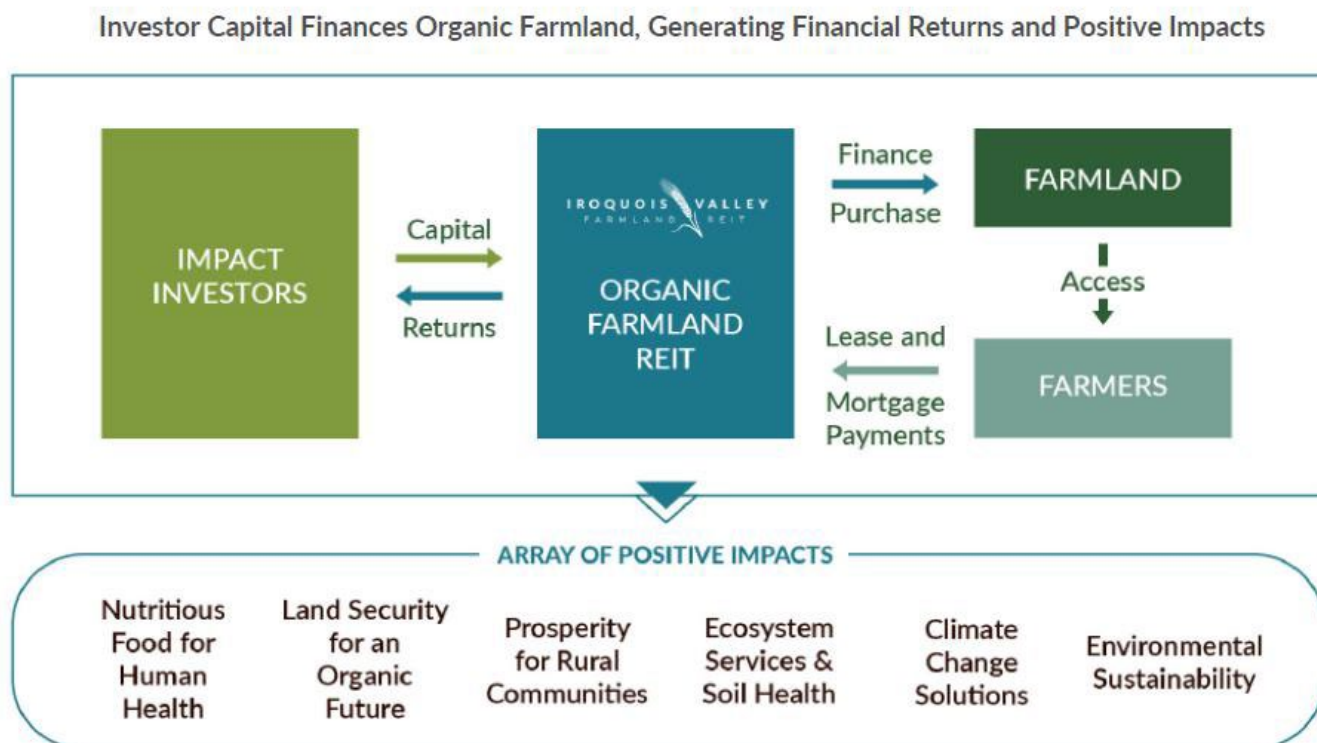 Investor Capital Finances Organic Farmland, Generating Financial Returns and Positive Impacts
IMPACT
INVESTORS
Capital
Returns
IROQUOIS VALLEY
FARMLAND REIT
ORGANIC
FARMLAND
REIT
Finance
Purchase
FARMLAND
Access
Lease and
Mortgage
Payments
FARMERS
ARRAY OF POSITIVE IMPACTS
Nutritious
Food for
Human
Health
Land Security
for an
Organic
Future
Prosperity
for Rural
Communities
Ecosystem
Services &
Soil Health
Climate
Change
Solutions
Environmental
Sustainability